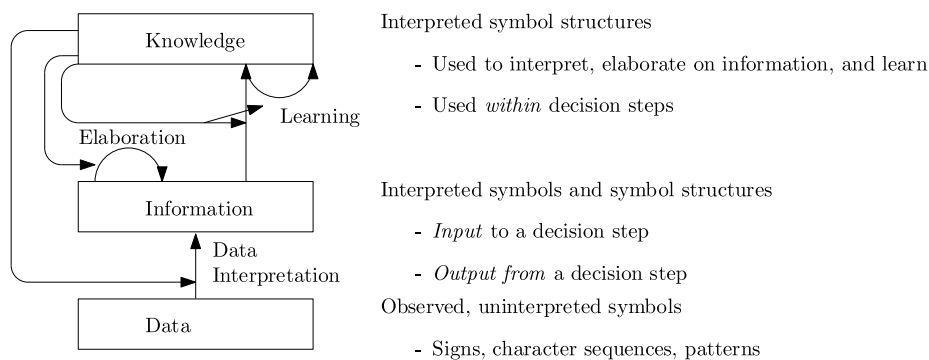 Knowledge
Learning
Elaboration
Information
Data
Interpretation
Data
Interpreted symbol structures
- Used to interpret, elaborate on information, and learn
- Used within decision steps
Interpreted symbols and symbol structures
- Input to a decision step
- Output from a decision step
Observed, uninterpreted symbols
- Signs, character sequences, patterns